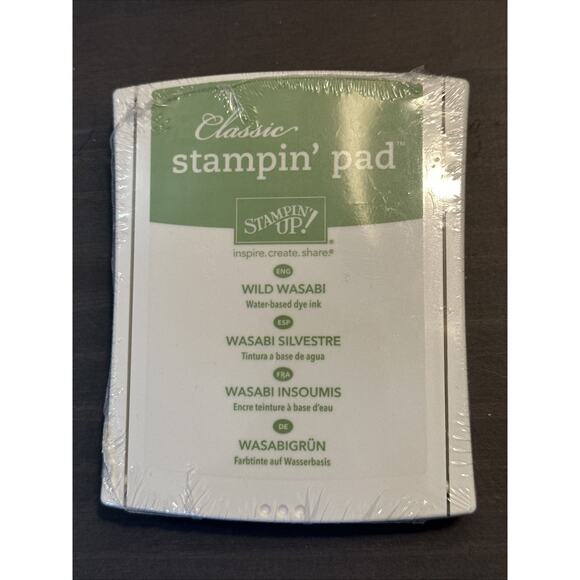 Classic
stampin' pad™
STAMPIN'
UP!®
inspire.create.share.®
ENG
WILD WASABI
Water-based dye ink
ESP
WASABI SILVESTRE
Tintura a base de agua
FRA
WASABI INSOUMIS
Encre teinture à base d'eau
DE
WASABIGRÜN
Farbtinte auf Wasserbasis